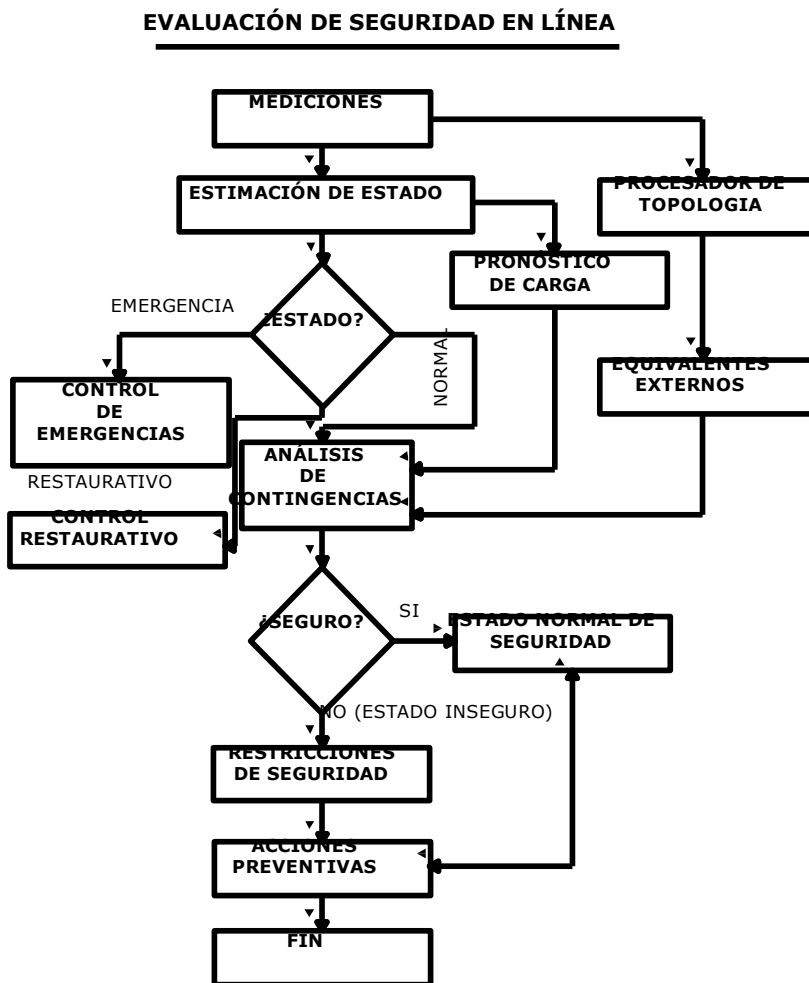 EVALUACIÓN DE SEGURIDAD EN LÍNEA
MEDICIONES
ESTIMACIÓN DE ESTADO
PROCESADOR DE
TOPOLOGIA
PRONÓSTICO
DE CARGA
EMERGENCIA
¿ESTADO?
NORMAL
EQUIVALENTES
EXTERNOS
CONTROL
DE
EMERGENCIAS
ANÁLISIS
DE
CONTINGENCIAS
RESTAURATIVO
CONTROL
RESTAURATIVO
¿SEGURO?
SI
ESTADO NORMAL DE
SEGURIDAD
NO (ESTADO INSEGURO)
RESTRICCIONES
DE SEGURIDAD
ACCIONES
PREVENTIVAS
FIN